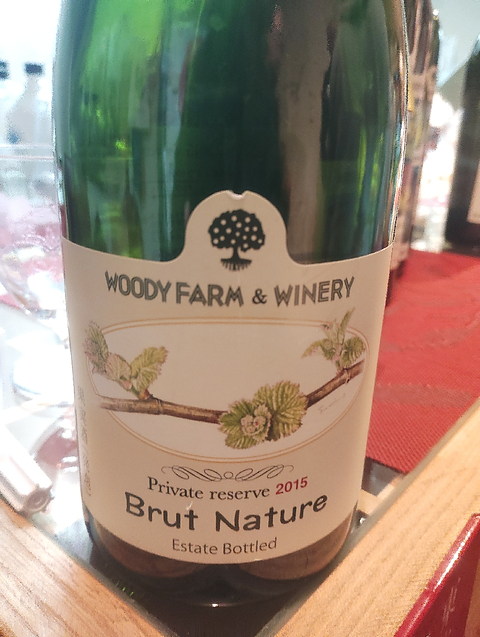 WOODY FARM & WINERY
Private reserve 2015
Brut Nature
Estate Bottled